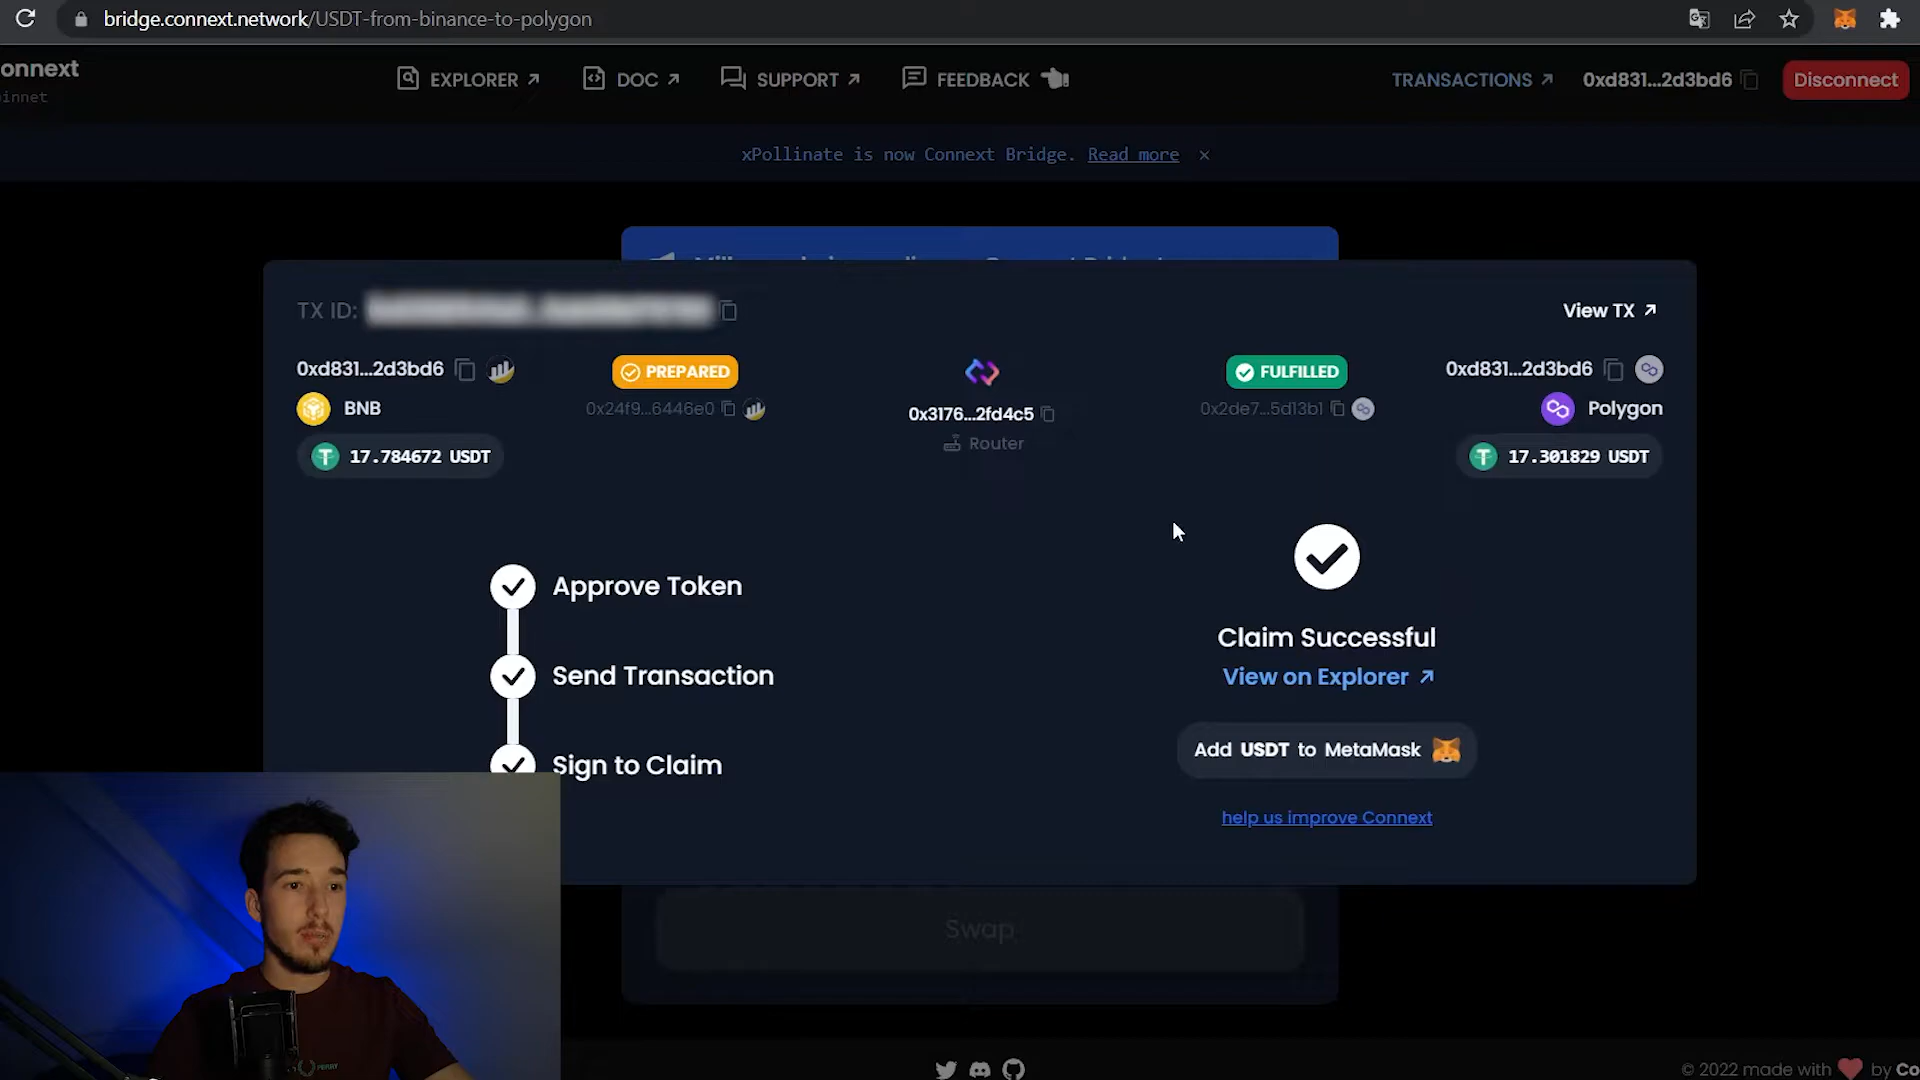 bridge.connext.network/USDT-from-binance-to-polygon
onnext
ainnet
EXPLORER
DOC
SUPPORT
FEEDBACK
TRANSACTIONS
0xd831...2d3bd6
Disconnect
xPollinate is now Connext Bridge. Read more ×
TX ID:
View TX
0xd831...2d3bd6
PREPARED
FULFILLED
0xd831...2d3bd6
BNB
0x24f9...6446e0
0x3176...2fd4c5
0x2de7...5d13b1
Polygon
Router
17.784672 USDT
17.301829 USDT
Approve Token
Send Transaction
Sign to Claim
Claim Successful
View on Explorer
Add USDT to MetaMask
help us improve Connext
Swap
PERRY
© 2022 made with
by Co